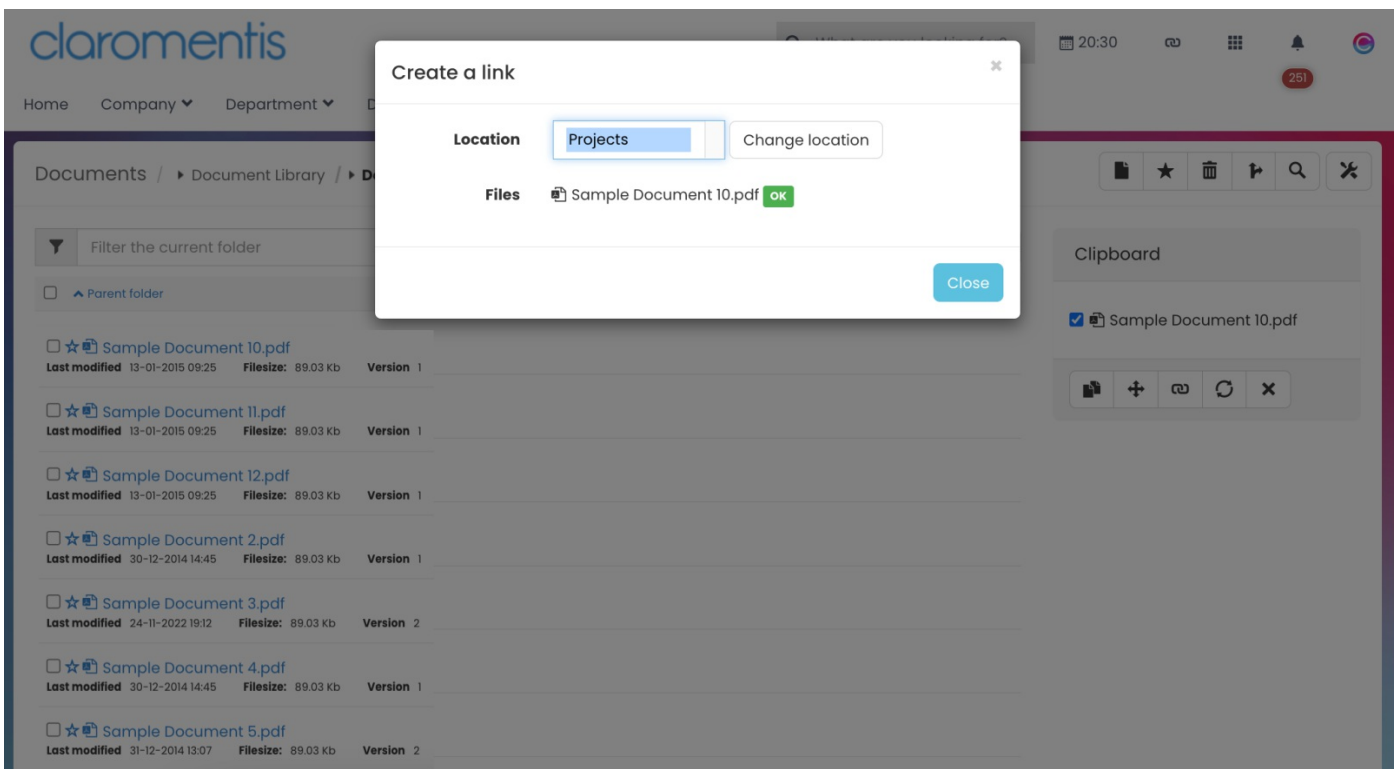 claromentis
20:30
251
Home Company Department
Create a link
Location Projects Change location
Files Sample Document 10.pdf OK
Close
Documents / Document Library /
Filter the current folder
Parent folder
Sample Document 10.pdf
Last modified 13-01-2015 09:25 Filesize: 89.03 Kb Version 1
Sample Document 11.pdf
Last modified 13-01-2015 09:25 Filesize: 89.03 Kb Version 1
Sample Document 12.pdf
Last modified 13-01-2015 09:25 Filesize: 89.03 Kb Version 1
Sample Document 2.pdf
Last modified 30-12-2014 14:45 Filesize: 89.03 Kb Version 1
Sample Document 3.pdf
Last modified 24-11-2022 19:12 Filesize: 89.03 Kb Version 2
Sample Document 4.pdf
Last modified 30-12-2014 14:45 Filesize: 89.03 Kb Version 1
Sample Document 5.pdf
Last modified 31-12-2014 13:07 Filesize: 89.03 Kb Version 2
Clipboard
Sample Document 10.pdf